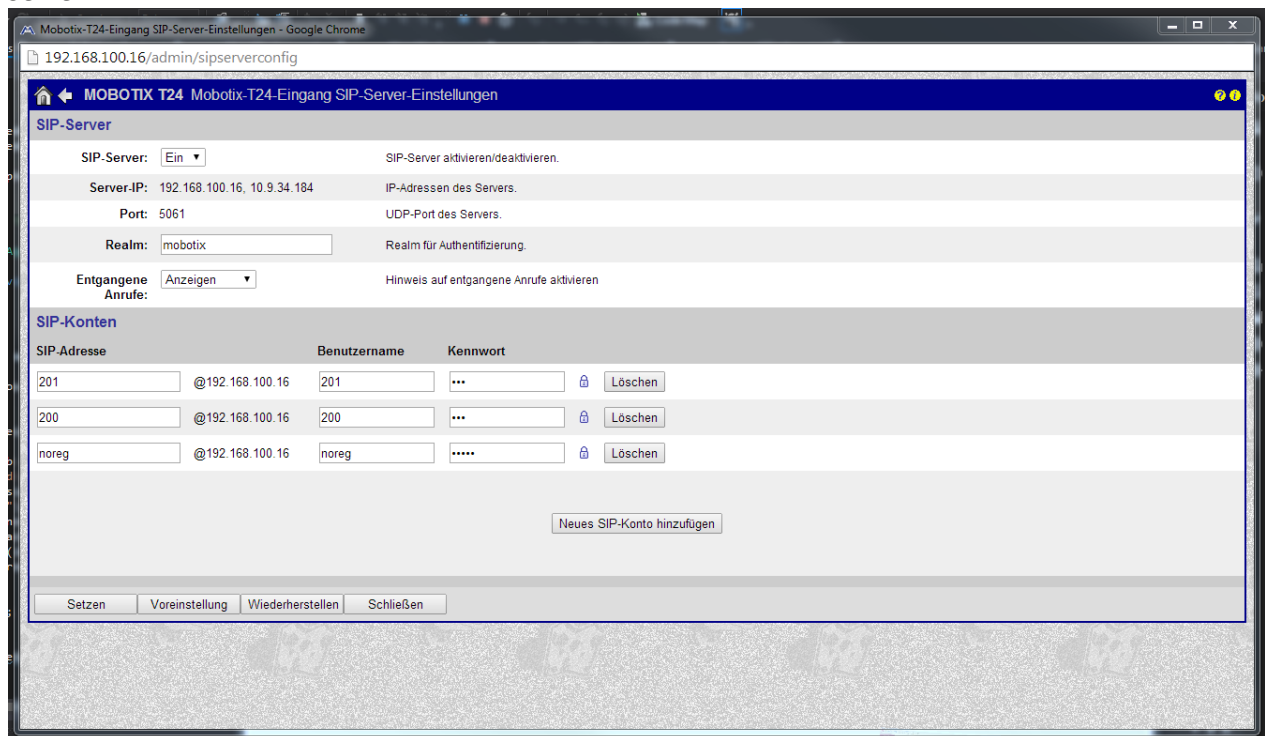 Mobotix-T24-Eingang SIP-Server-Einstellungen - Google Chrome
192.168.100.16/admin/sipserverconfig
MOBOTIX T24 Mobotix-T24-Eingang SIP-Server-Einstellungen
SIP-Server
SIP-Server: Ein SIP-Server aktivieren/deaktivieren.
Server-IP: 192.168.100.16, 10.9.34.184 IP-Adressen des Servers.
Port: 5061 UDP-Port des Servers.
Realm: mobotix Realm für Authentifizierung.
Entgangene Anzeigen Hinweis auf entgangene Anrufe aktivieren
Anrufe:
SIP-Konten
SIP-Adresse Benutzername Kennwort
201 @192.168.100.16 201 ••• Löschen
200 @192.168.100.16 200 ••• Löschen
noreg @192.168.100.16 noreg ••••• Löschen
Neues SIP-Konto hinzufügen
Setzen Voreinstellung Wiederherstellen Schließen